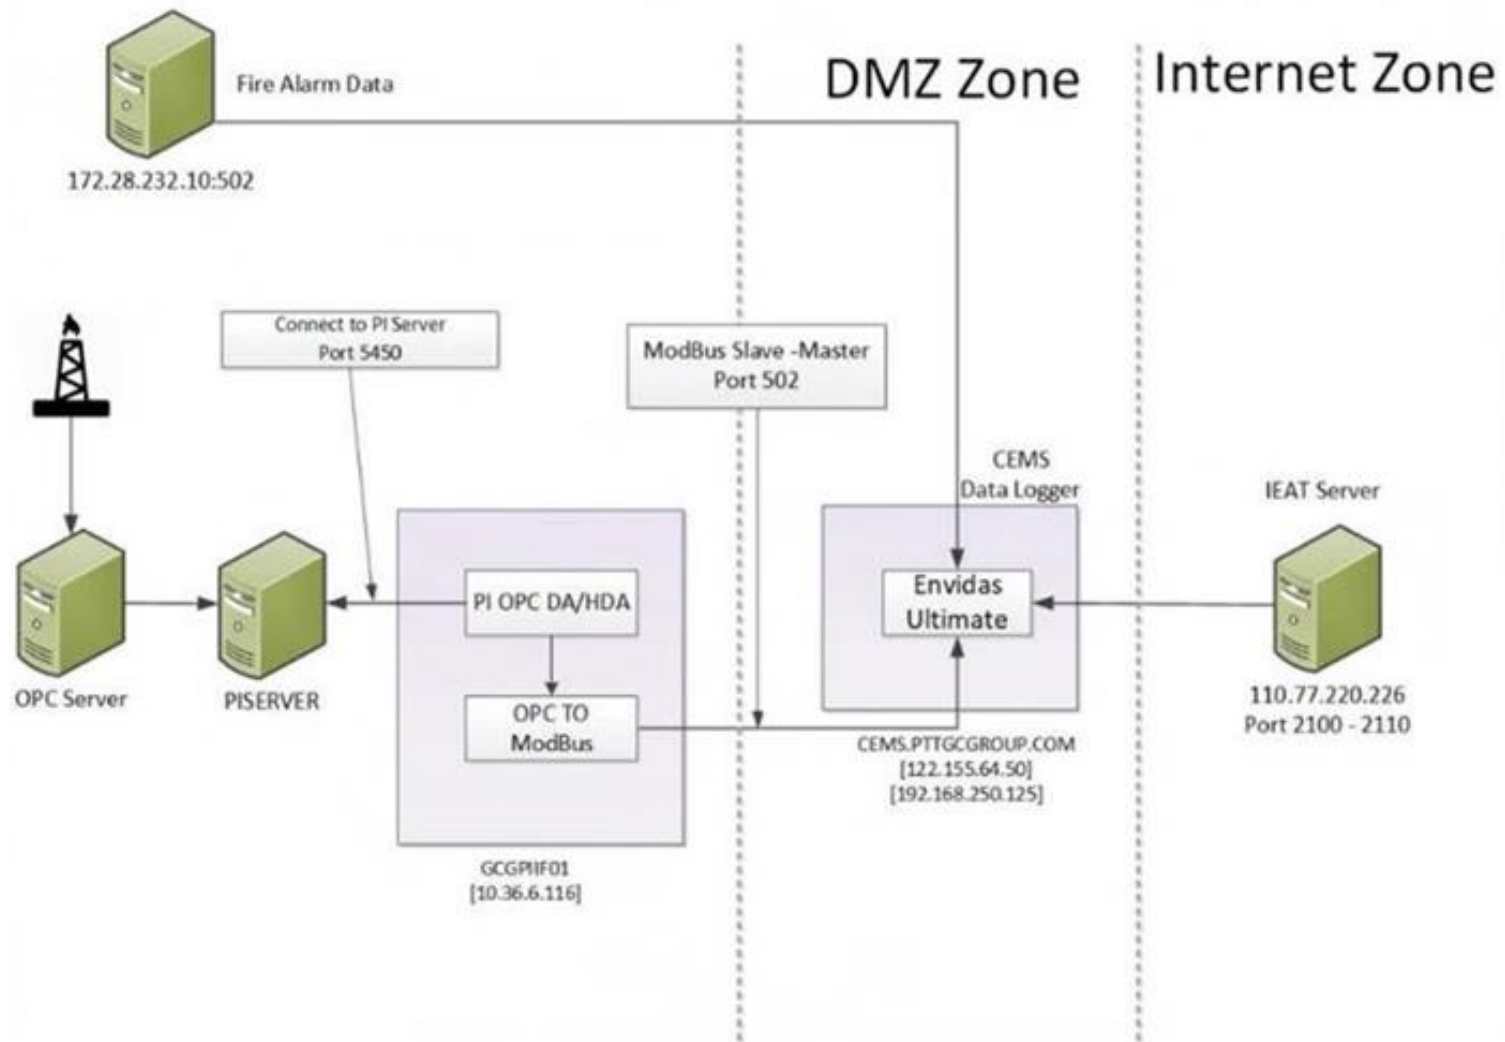 DMZ Zone
Internet Zone
Fire Alarm Data
172.28.232.10:502
Connect to PI Server
Port 5450
ModBus Slave -Master
Port 502
CEMS
Data Logger
IEAT Server
Envidas
Ultimate
PI OPC DA/HDA
OPC TO
ModBus
OPC Server
PISERVER
110.77.220.226
Port 2100 - 2110
CEMS.PTTGCGROUP.COM
[122.155.64.50]
[192.168.250.125]
GCGPIIF01
[10.36.6.116]